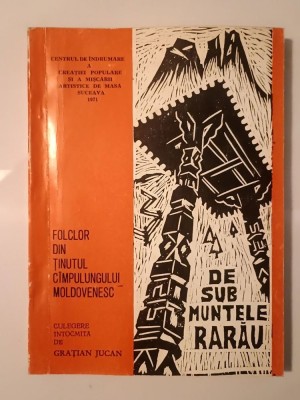 CENTRUL DE ÎNDRUMARE
A
CREAȚIEI POPULARE
ȘI A MIȘCĂRII
ARTISTICE DE MASĂ
SUCEAVA
1971
FOLCLOR
DIN
ȚINUTUL
CÎMPULUNGULUI
MOLDOVENESC
CULEGERE
ÎNTOCMITĂ
DE
GRAȚIAN JUCAN
DE
SUB
MUNTELE
RARĂU